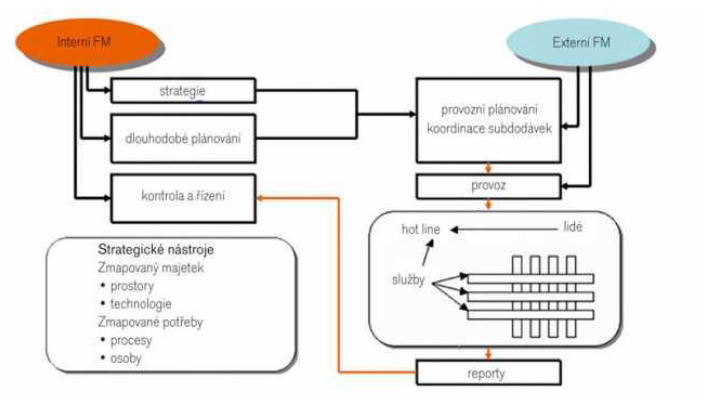 Interní FM
Externí FM
strategie
dlouhodobé plánování
kontrola a řízení
provozní plánování
koordinace subdodávek
provoz
hot line
lidé
služby
Strategické nástroje
Zmapovaný majetek
• prostory
• technologie
Zmapované potřeby
• procesy
• osoby
reporty